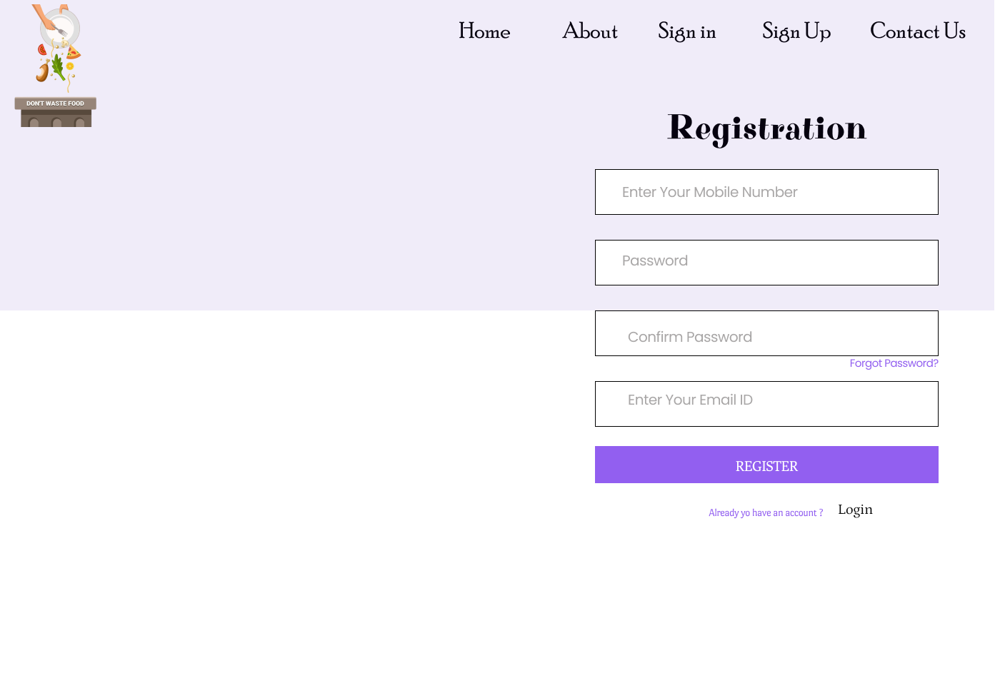 Home About Sign in Sign Up Contact Us
DON'T WASTE FOOD
Registration
Enter Your Mobile Number
Password
Confirm Password
Forgot Password?
Enter Your Email ID
REGISTER
Already yo have an account ? Login